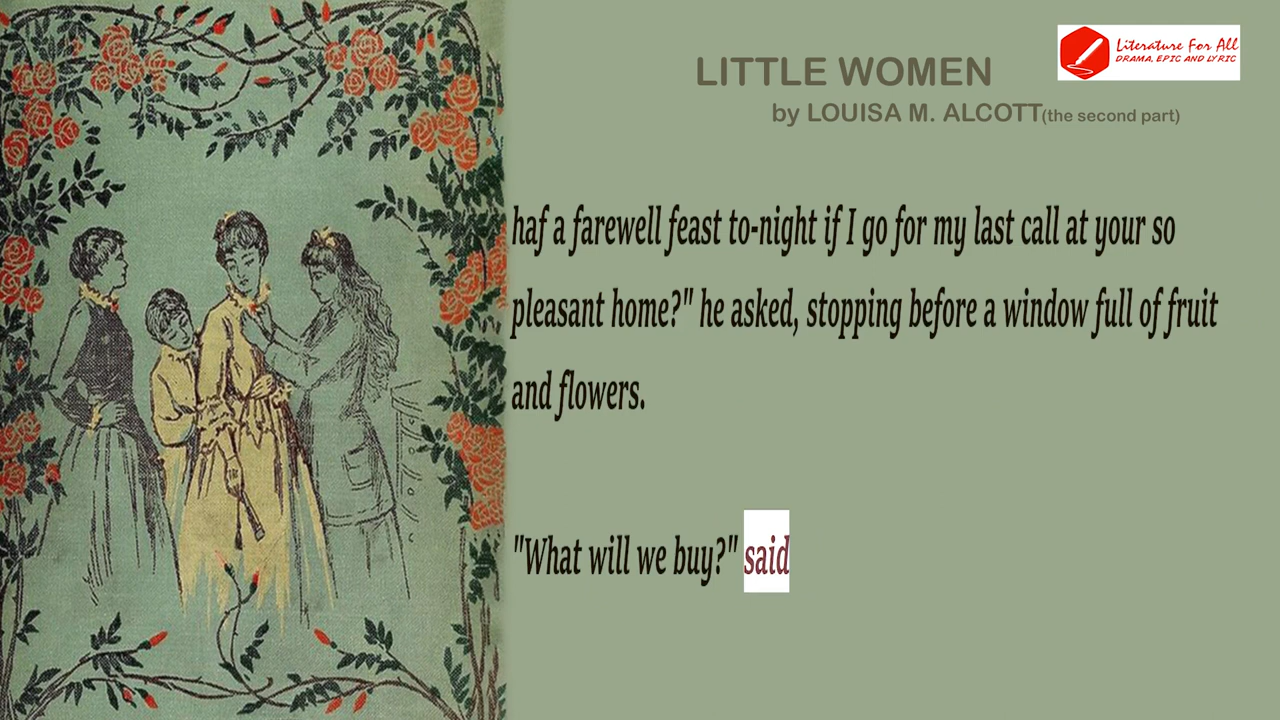 LITTLE WOMEN
Literature For All
DRAMA, EPIC AND LYRIC
by LOUISA M. ALCOTT(the second part)
haf a farewell feast to-night if I go for my last call at your so
pleasant home?" he asked, stopping before a window full of fruit
and flowers.
"What will we buy?" said